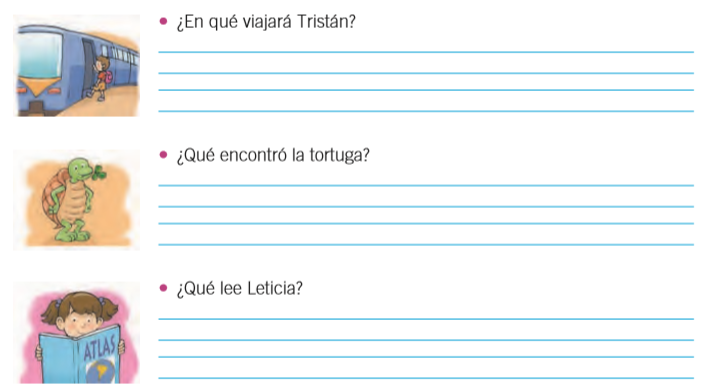 • ¿En qué viajará Tristán?
• ¿Qué encontró la tortuga?
• ¿Qué lee Leticia?
ATLAS